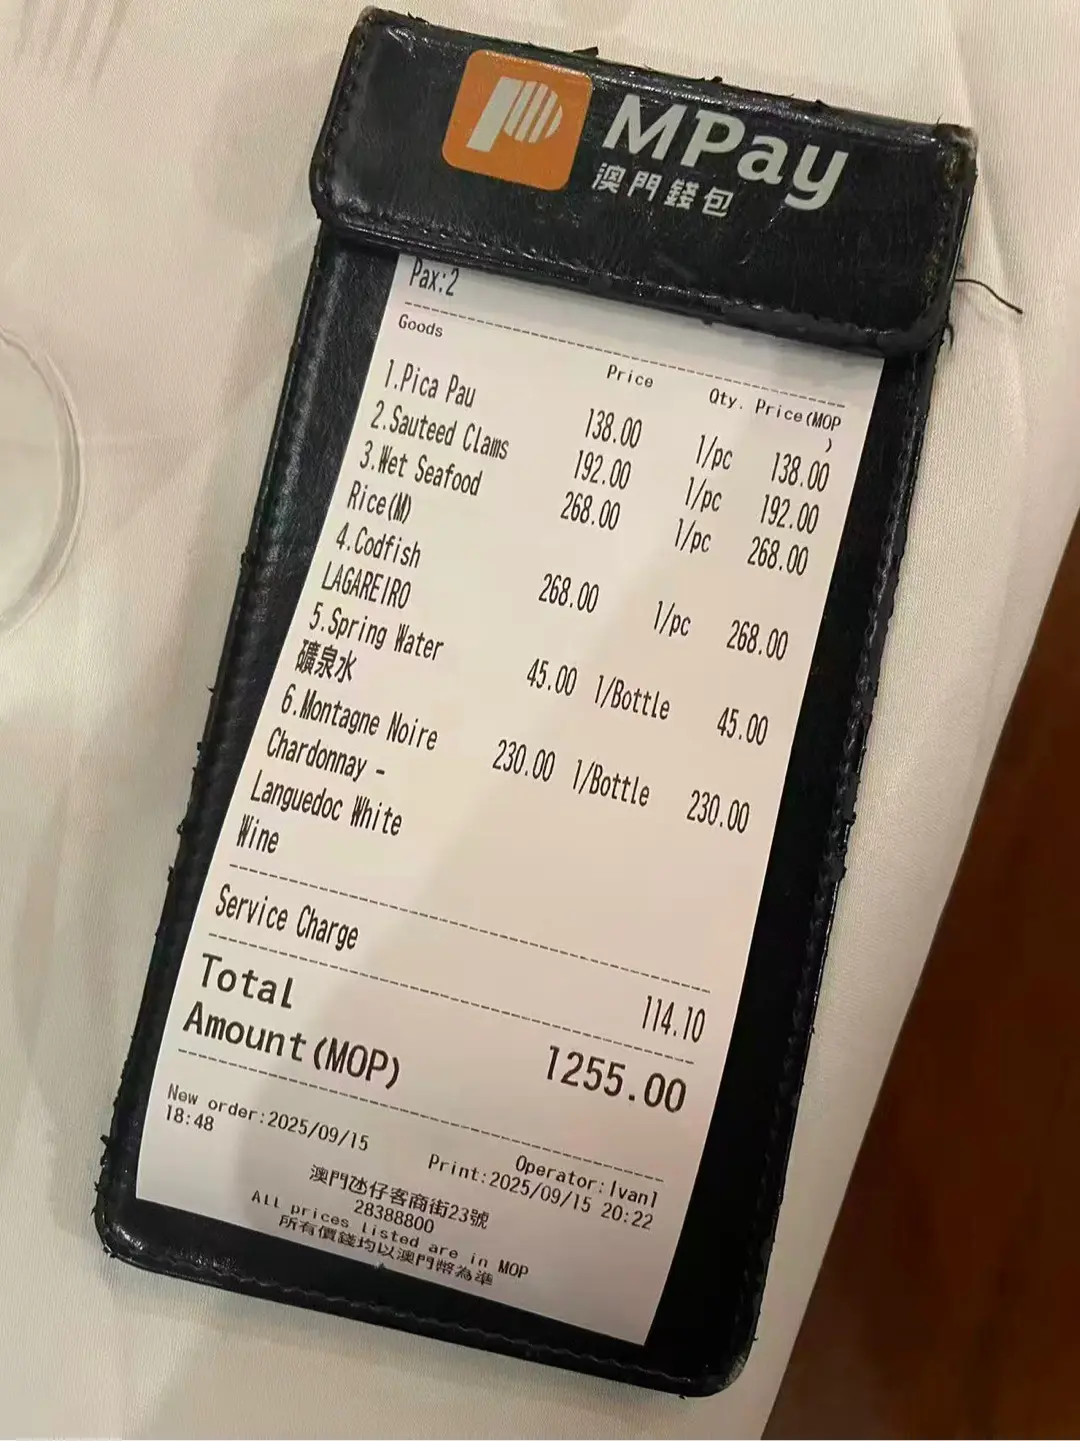 MPay
澳門錢包
Pax:2
Goods Price Qty. Price(MOP
)
1.Pica Pau 138.00 1/pc 138.00
2.Sauteed Clams 192.00 1/pc 192.00
3.Wet Seafood 268.00 1/pc 268.00
Rice(M)
4.Codfish 268.00 1/pc 268.00
LAGAREIRO
5.Spring Water 45.00 1/Bottle 45.00
礦泉水
6.Montagne Noire 230.00 1/Bottle 230.00
Chardonnay -
Languedoc White
Wine
Service Charge 114.10
Total 1255.00
Amount(MOP)
Operator:Ivan1
New order:2025/09/15 Print:2025/09/15 20:22
18:48
澳門氹仔客商街23號
28388800
All prices listed are in MOP
所有價錢均以澳門幣為準